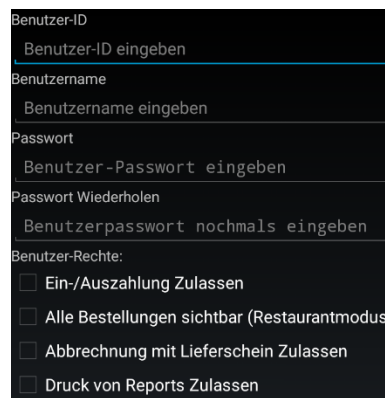 Benutzer-ID
Benutzer-ID eingeben
Benutzername
Benutzername eingeben
Passwort
Benutzer-Passwort eingeben
Passwort Wiederholen
Benutzerpasswort nochmals eingeben
Benutzer-Rechte:
Ein-/Auszahlung Zulassen
Alle Bestellungen sichtbar (Restaurantmodus
Abbrechnung mit Lieferschein Zulassen
Druck von Reports Zulassen